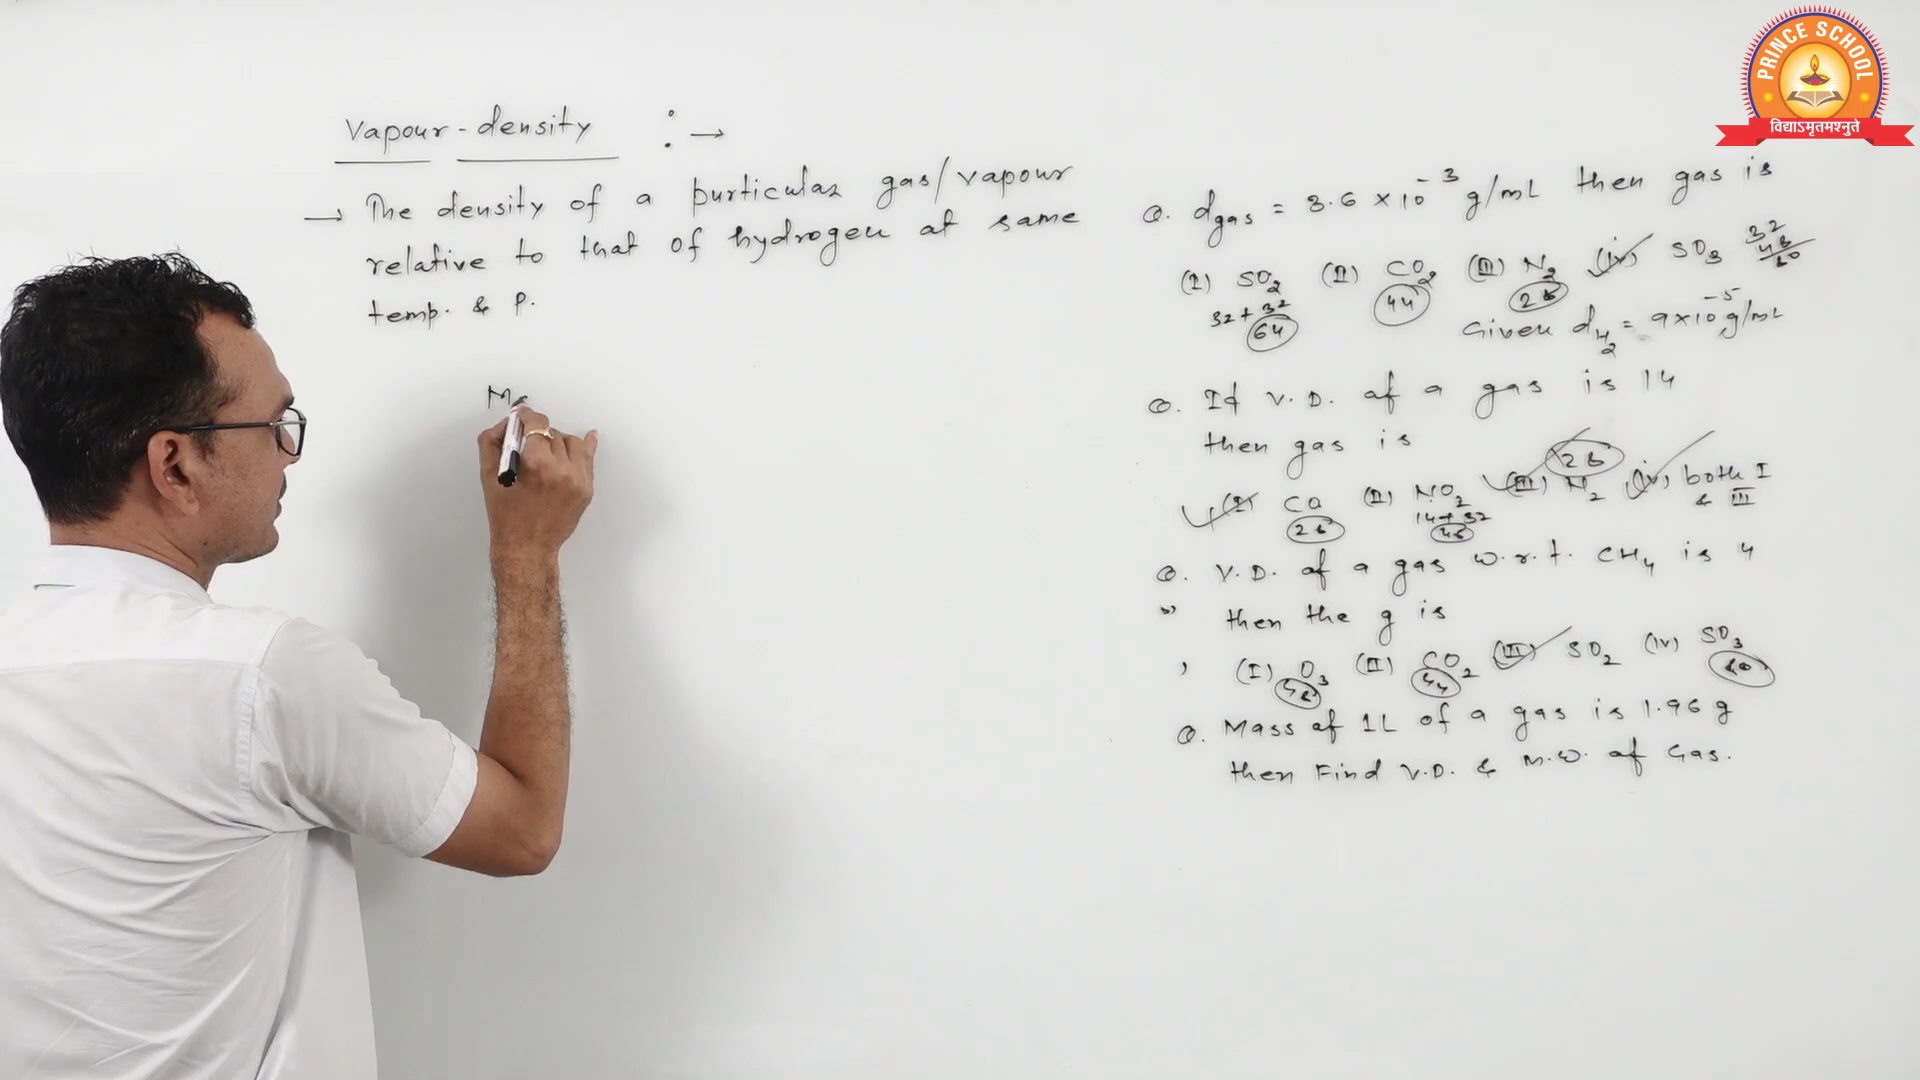 PRINCE SCHOOL
विद्याऽमृतमश्नुते
Vapour-density :→
→ The density of a purticular gas/vapour
relative to that of hydrogen at same
temp. & P.
M
Q. dgas = 3.6 × 10⁻³ g/mL then gas is
(I) SO₂ (II) CO₂ (III) N₂ (iv) SO₃ 32
32+32 44 28 48
64 80
Given dH₂ = 9×10⁻⁵ g/mL
Q. If V.D. of a gas is 14
then gas is 28
(I) CO (II) NO₂ (III) N₂ (iv) both I
28 14+32 & III
46
Q. V.D. of a gas w.r.t. CH₄ is 4
then the g is
(I) O₃ (II) CO₂ (III) SO₂ (iv) SO₃
48 44 80
Q. Mass of 1L of a gas is 1.96 g
then Find V.D. & M.W. of Gas.